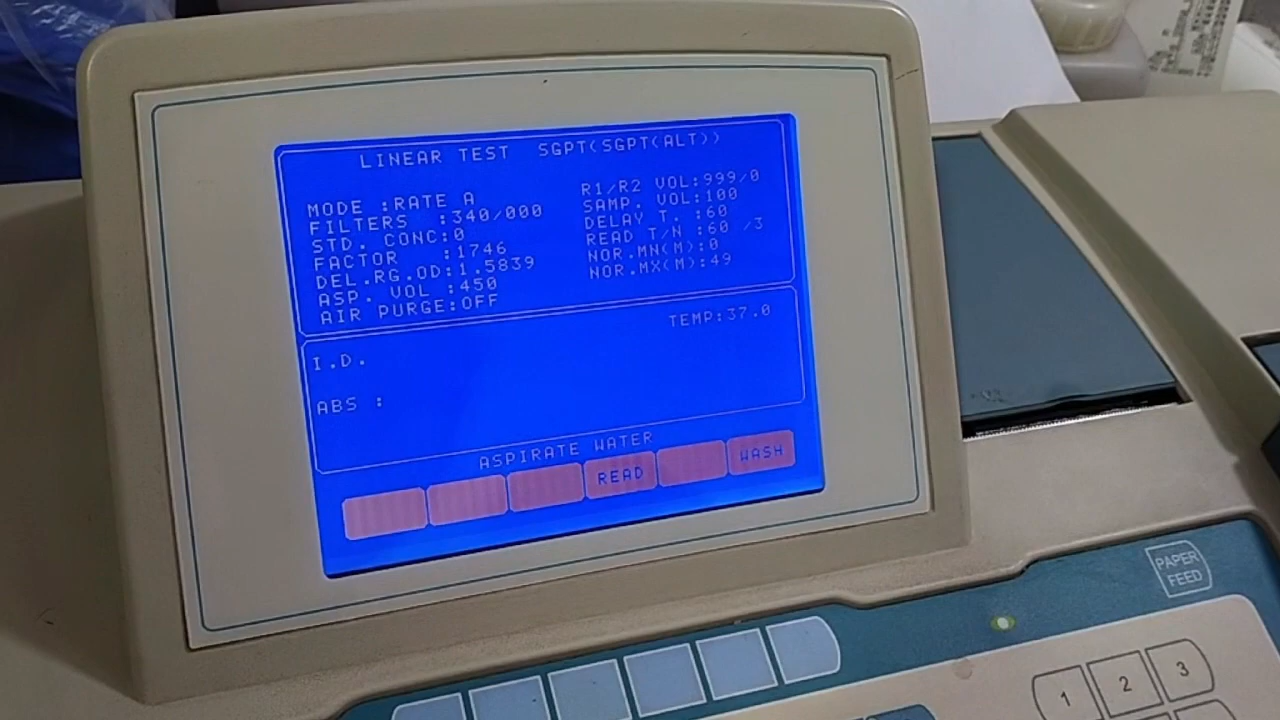 LINEAR TEST SGPT(SGPT(ALT))
MODE :RATE A
FILTERS :340/000
STD. CONC:0
FACTOR :1746
DEL.RG.OD:1.5839
ASP. VOL :450
AIR PURGE:OFF
R1/R2 VOL:999/0
SAMP. VOL:100
DELAY T. :60
READ T/N :60 /3
NOR.MN(M):0
NOR.MX(M):49
TEMP:37.0
I.D.
ABS :
ASPIRATE WATER
READ
WASH
PAPER
FEED
1
2
3